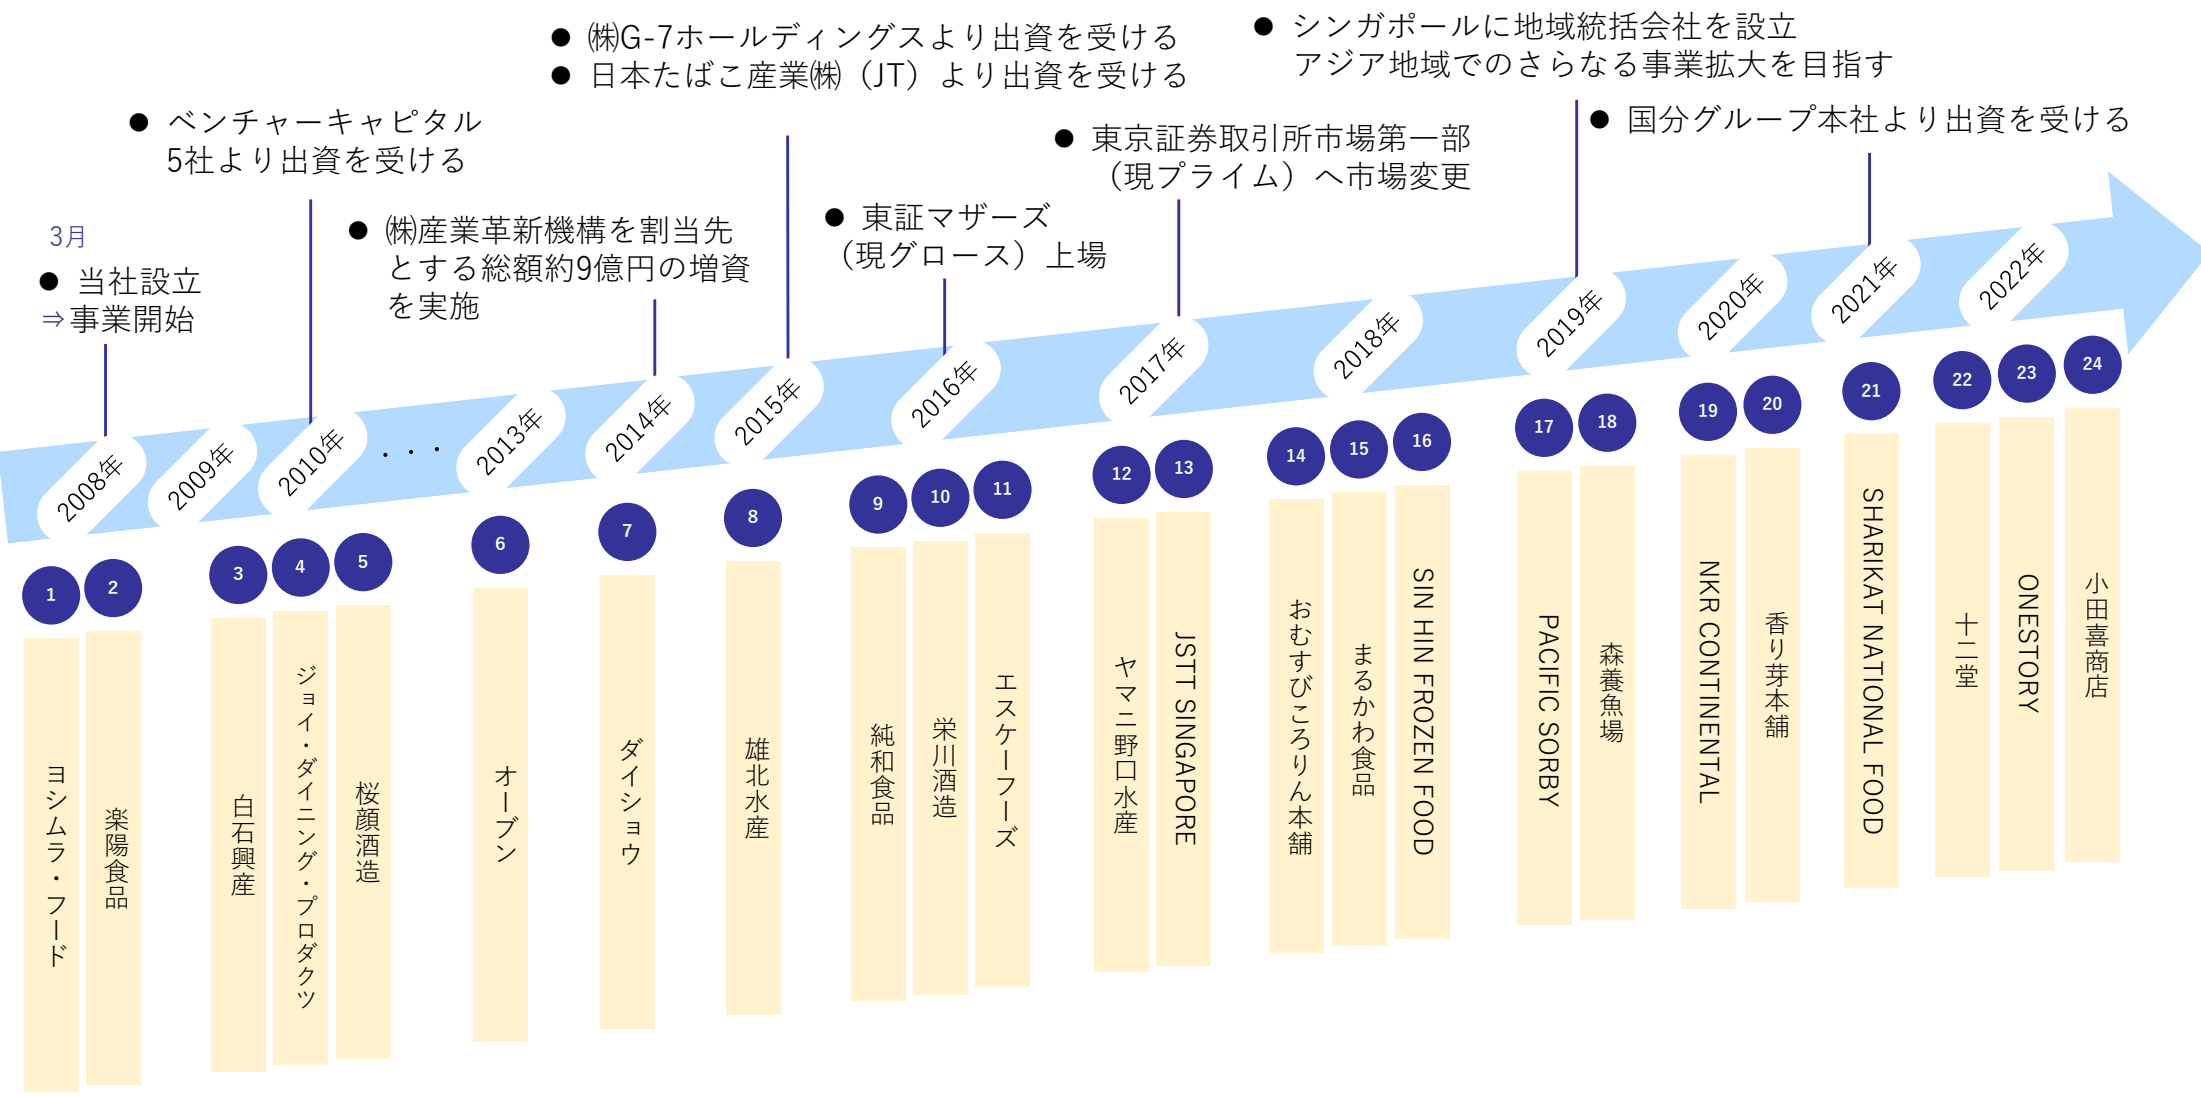 ● ㈱G-7ホールディングスより出資を受ける
● 日本たばこ産業㈱（JT）より出資を受ける
● シンガポールに地域統括会社を設立
アジア地域でのさらなる事業拡大を目指す
● ベンチャーキャピタル
5社より出資を受ける
● 東京証券取引所市場第一部
（現プライム）へ市場変更
● 国分グループ本社より出資を受ける
3月
● 当社設立
⇒事業開始
● ㈱産業革新機構を割当先
とする総額約9億円の増資
を実施
● 東証マザーズ
（現グロース）上場
2008年
2009年
2010年
・・・
2013年
2014年
2015年
2016年
2017年
2018年
2019年
2020年
2021年
2022年
1
ヨシムラ・フード
2
楽陽食品
3
白石興産
4
ジョイ・ダイニング・プロダクツ
5
桜顔酒造
6
オーブン
7
ダイショウ
8
雄北水産
9
純和食品
10
栄川酒造
11
エスケーフーズ
12
ヤマニ野口水産
13
JSTT SINGAPORE
14
おむすびころりん本舗
15
まるかわ食品
16
SIN HIN FROZEN FOOD
17
PACIFIC SORBY
18
森養魚場
19
NKR CONTINENTAL
20
香り芽本舗
21
SHARIKAT NATIONAL FOOD
22
十二堂
23
ONESTORY
24
小田喜商店